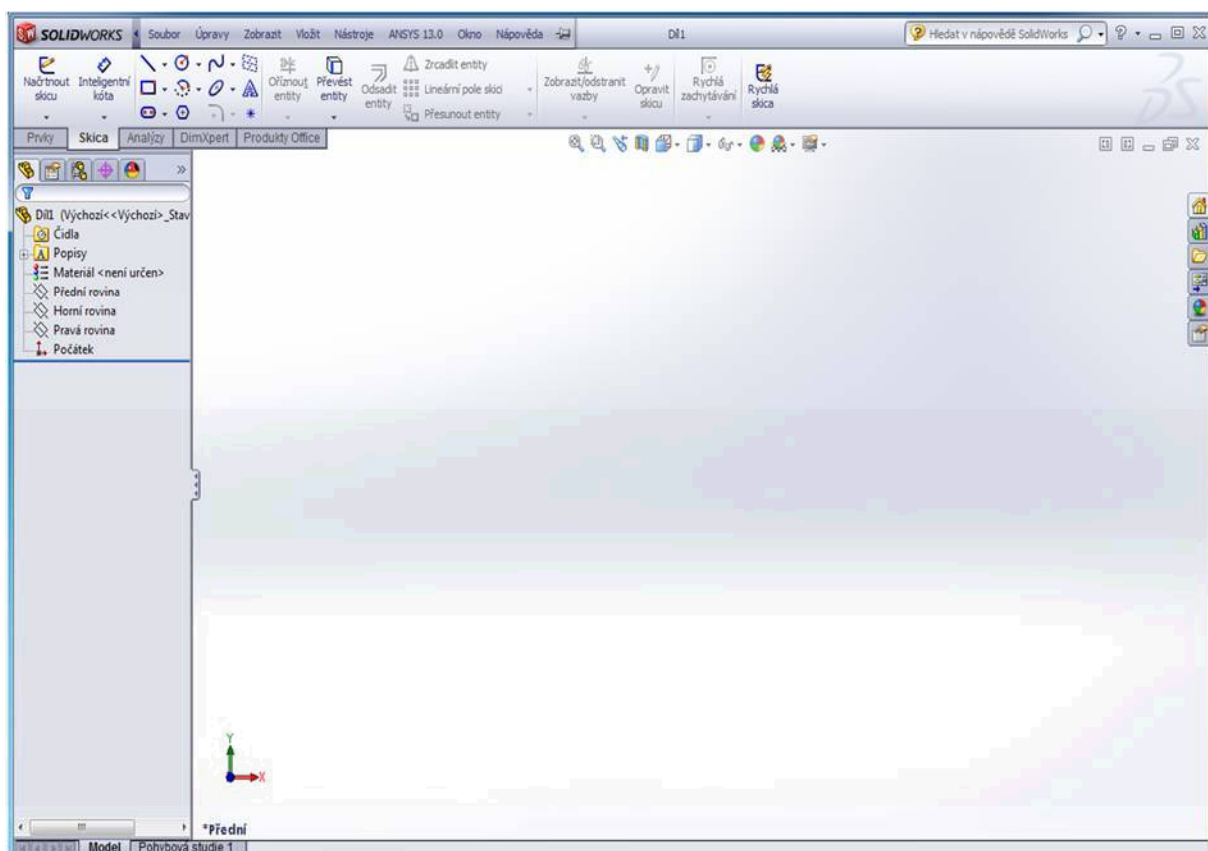 SOLIDWORKS Soubor Úpravy Zobrazit Vložit Nástroje ANSYS 13.0 Okno Nápověda Díl1 Hledat v nápovědě SolidWorks
Načrtnout skicu
Inteligentní kóta
Oříznout entity
Převést entity
Odsadit entity
Zrcadlit entity
Lineární pole skici
Přesunout entity
Zobrazit/odstranit vazby
Opravit skicu
Rychlá zachytávání
Rychlá skica
Prvky Skica Analýzy DimXpert Produkty Office
Díl1 (Výchozí<<Výchozí>_Stav
Čidla
Popisy
Materiál <není určen>
Přední rovina
Horní rovina
Pravá rovina
Počátek
Y
X
*Přední
Model Pohybová studie 1